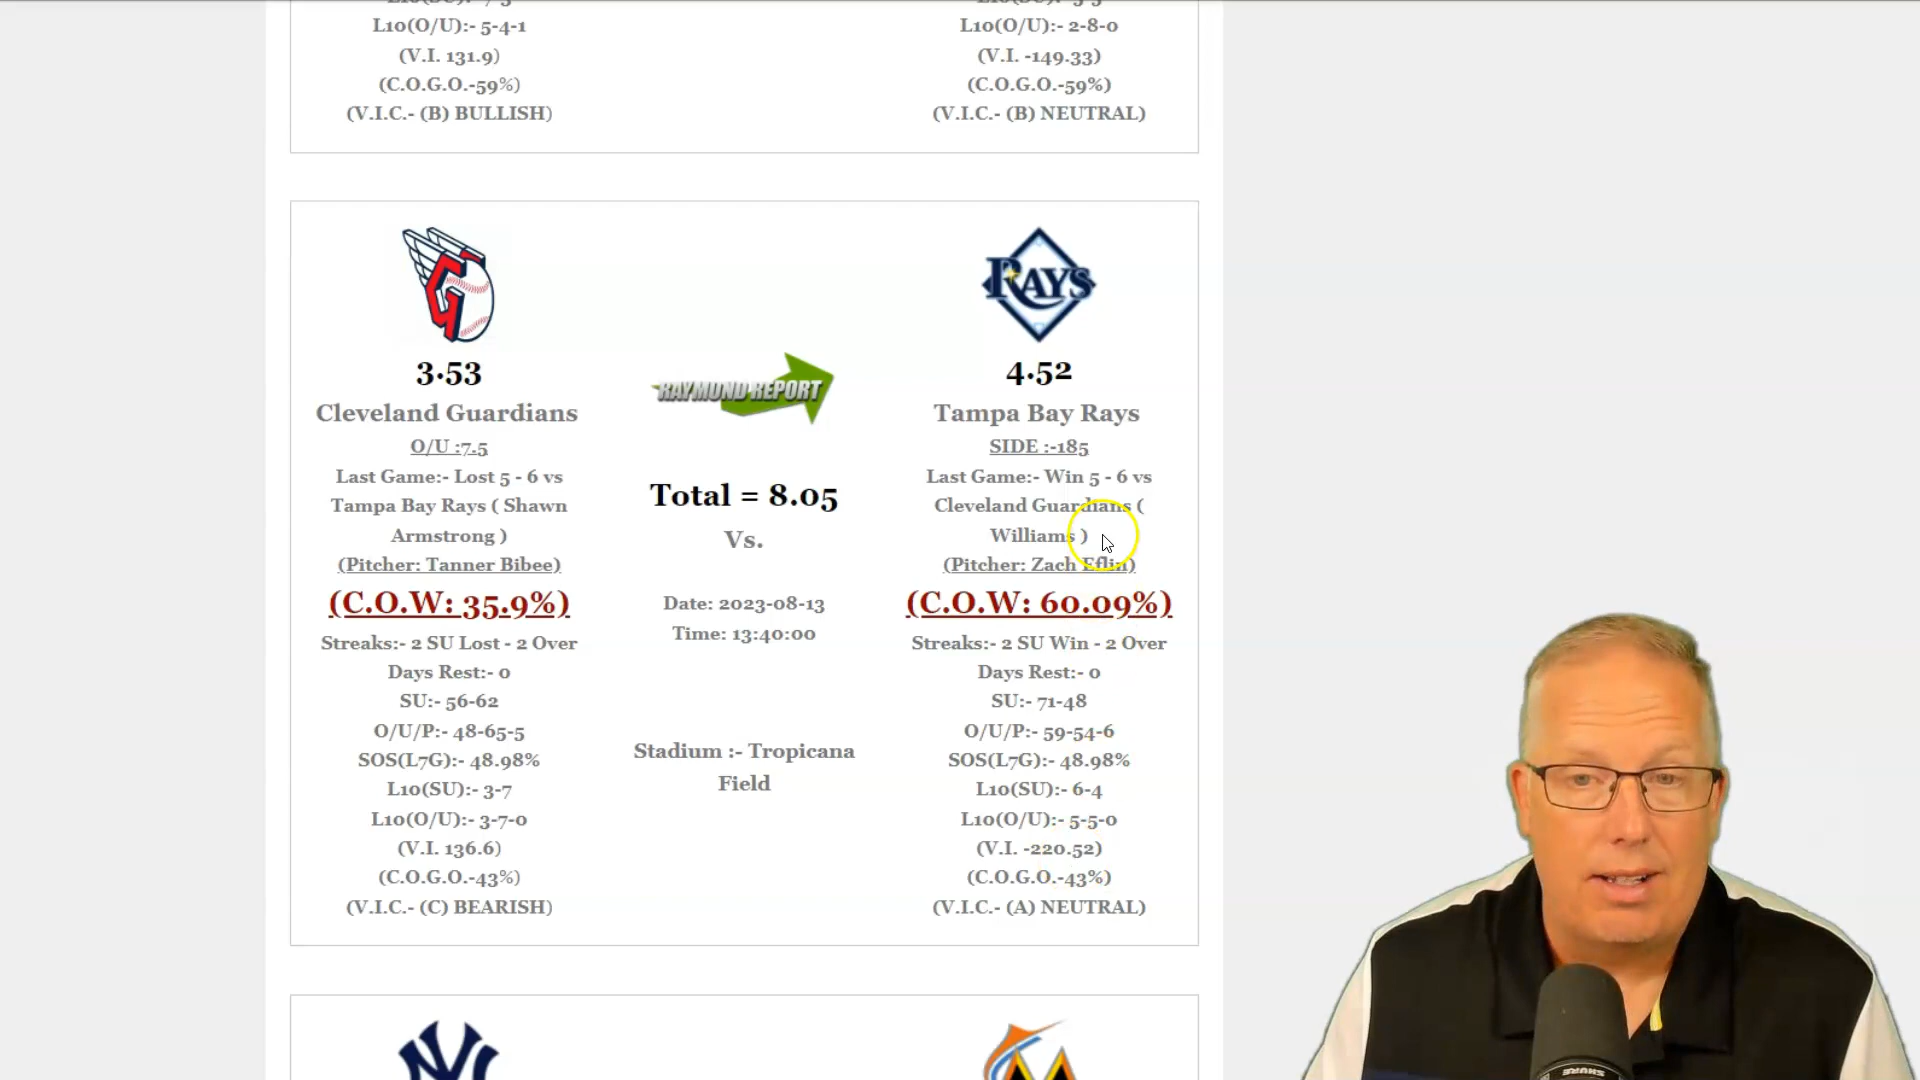 L10(O/U):- 5-4-1
(V.I. 131.9)
(C.O.G.O.-59%)
(V.I.C.- (B) BULLISH)
L10(O/U):- 2-8-0
(V.I. -149.33)
(C.O.G.O.-59%)
(V.I.C.- (B) NEUTRAL)
3.53
Cleveland Guardians
O/U :7.5
Last Game:- Lost 5 - 6 vs
Tampa Bay Rays ( Shawn
Armstrong )
(Pitcher: Tanner Bibee)
(C.O.W: 35.9%)
Streaks:- 2 SU Lost - 2 Over
Days Rest:- 0
SU:- 56-62
O/U/P:- 48-65-5
SOS(L7G):- 48.98%
L10(SU):- 3-7
L10(O/U):- 3-7-0
(V.I. 136.6)
(C.O.G.O.-43%)
(V.I.C.- (C) BEARISH)
RAYMOND REPORT
Total = 8.05
Vs.
Date: 2023-08-13
Time: 13:40:00
Stadium :- Tropicana
Field
RAYS
4.52
Tampa Bay Rays
SIDE :-185
Last Game:- Win 5 - 6 vs
Cleveland Guardians (
Williams )
(Pitcher: Zach Eflin)
(C.O.W: 60.09%)
Streaks:- 2 SU Win - 2 Over
Days Rest:- 0
SU:- 71-48
O/U/P:- 59-54-6
SOS(L7G):- 48.98%
L10(SU):- 6-4
L10(O/U):- 5-5-0
(V.I. -220.52)
(C.O.G.O.-43%)
(V.I.C.- (A) NEUTRAL)
SHURE